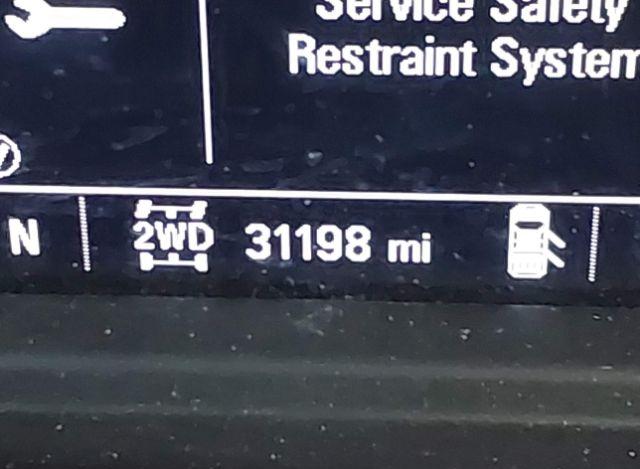 Service Safety
Restraint System
N
2WD
31198 mi